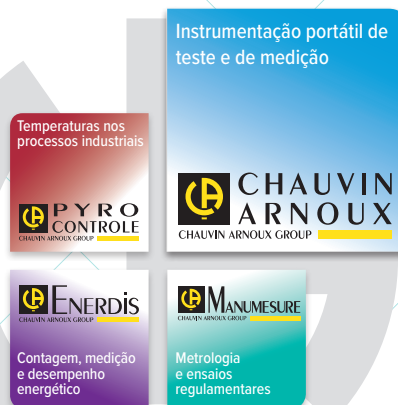 Instrumentação portátil de
teste e de medição
CHAUVIN
ARNOUX
CHAUVIN ARNOUX GROUP
Temperaturas nos
processos industriais
PYRO
CONTROLE
CHAUVIN ARNOUX GROUP
ENERDIS
CHAUVIN ARNOUX GROUP
Contagem, medição
e desempenho
energético
MANUMESURE
CHAUVIN ARNOUX GROUP
Metrologia
e ensaios
regulamentares